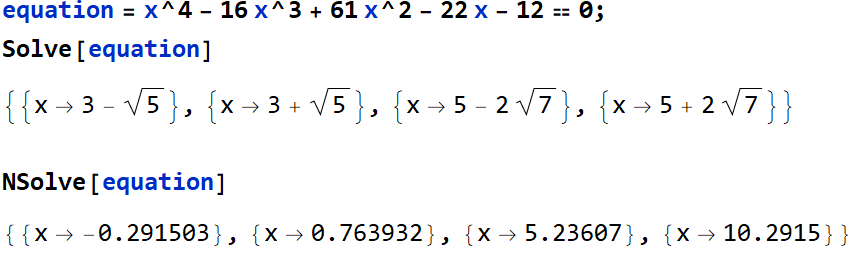 equation = x^4 - 16 x^3 + 61 x^2 - 22 x - 12 == 0;
Solve[equation]
{{x → 3 - √5}, {x → 3 + √5}, {x → 5 - 2 √7}, {x → 5 + 2 √7}}
NSolve[equation]
{{x → -0.291503}, {x → 0.763932}, {x → 5.23607}, {x → 10.2915}}